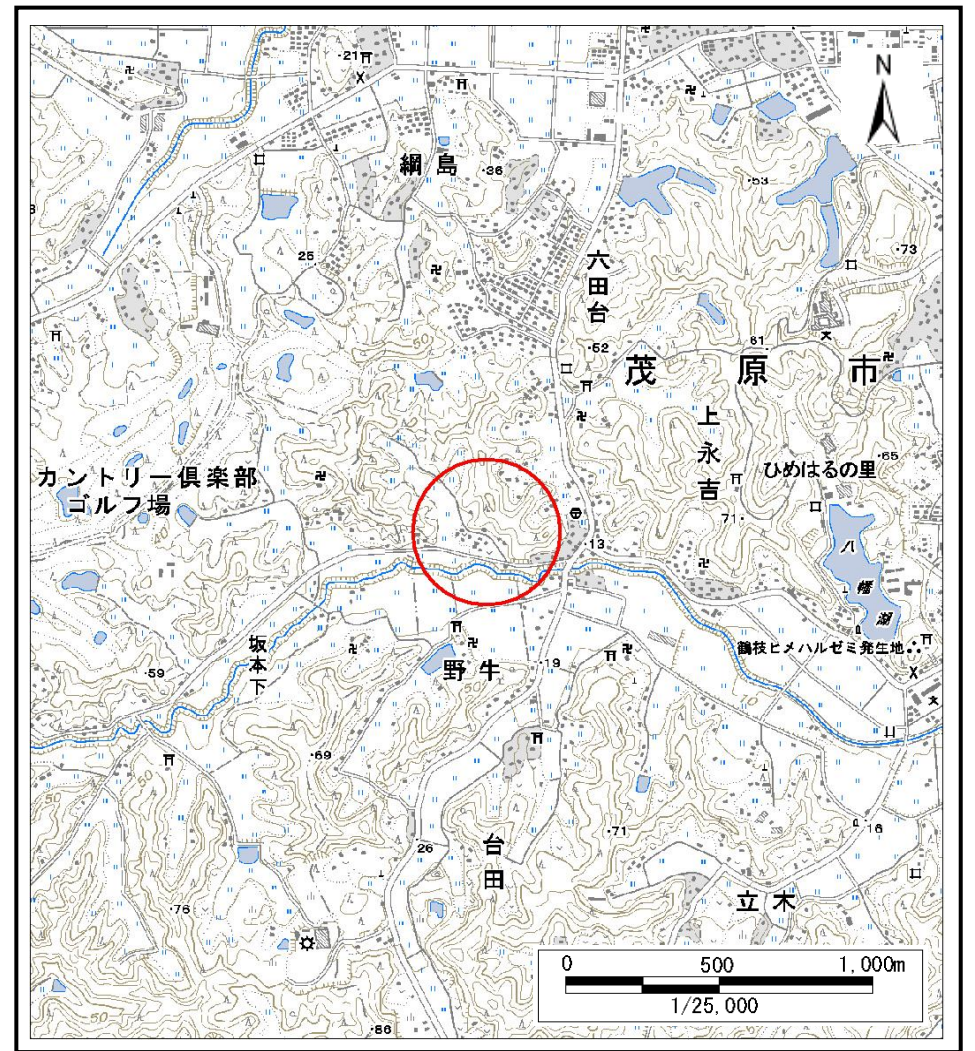 N
・21
綱島
・36
・53
25
・73
六田台
・52
61
茂原市
上永吉
・65
カントリー倶楽部
ゴルフ場
ひめはるの里
71・
13
八幡湖
坂本下
鶴枝ヒメハルゼミ発生地
・59
野牛
・19
・69
50
50
・71
・16
26
台田
立木
・76
・86
0 500 1,000m
1/25,000